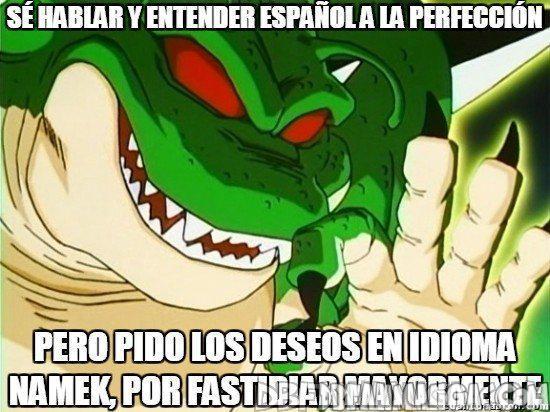 SÉ HABLAR Y ENTENDER ESPAÑOL A LA PERFECCIÓN
PERO PIDO LOS DESEOS EN IDIOMA
NAMEK, POR FASTIDIAR MAYORMENTE